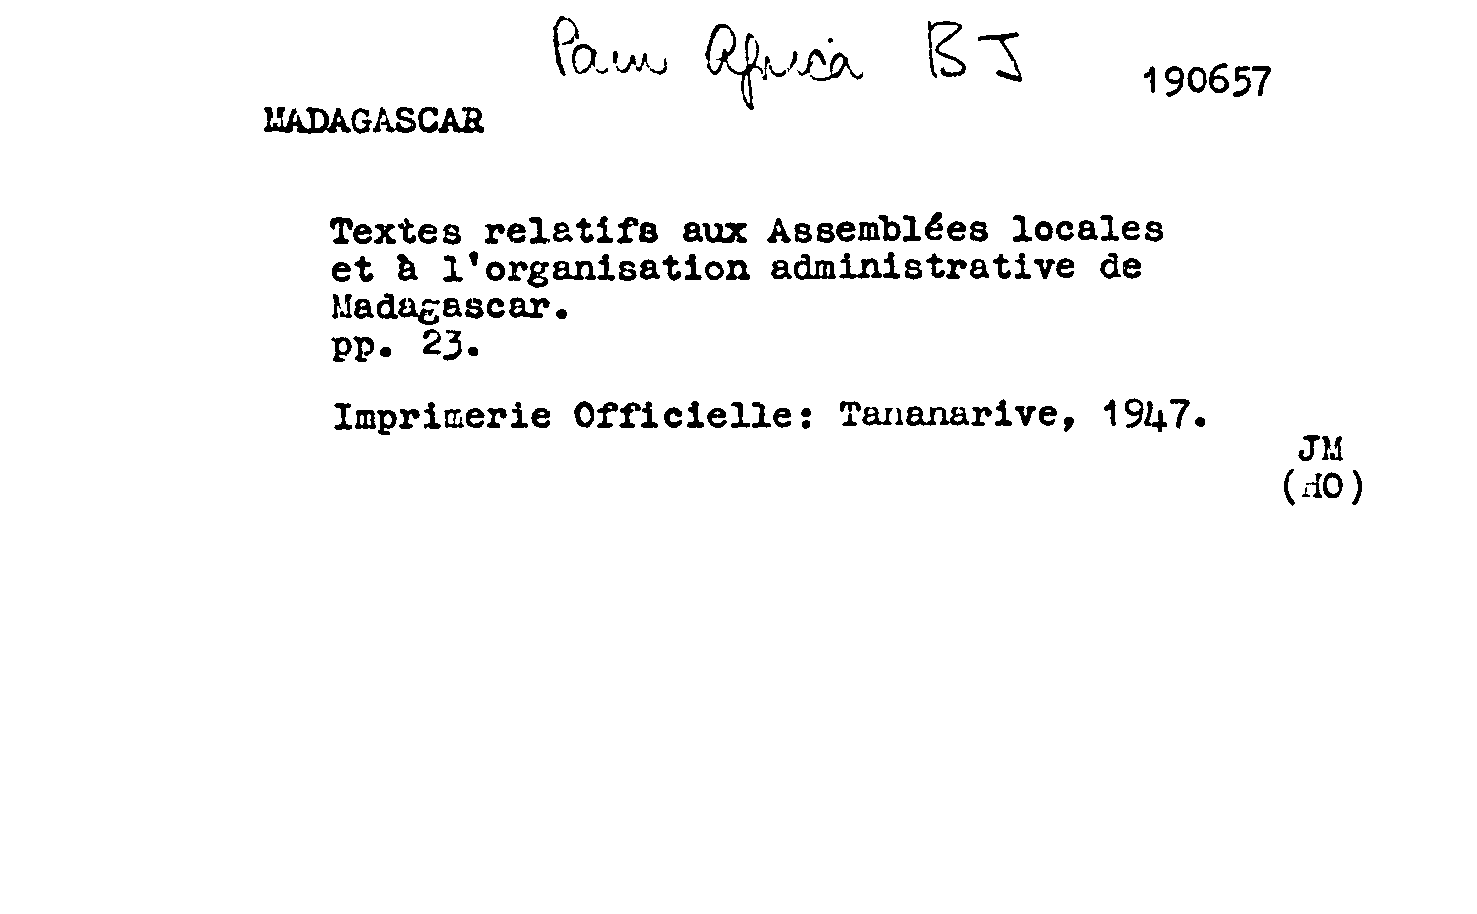 Pam Africa BJ
190657
MADAGASCAR
Textes relatifs aux Assemblées locales
et à l'organisation administrative de
Madagascar.
pp. 23.
Imprimerie Officielle: Tananarive, 1947.
JM
(HO)